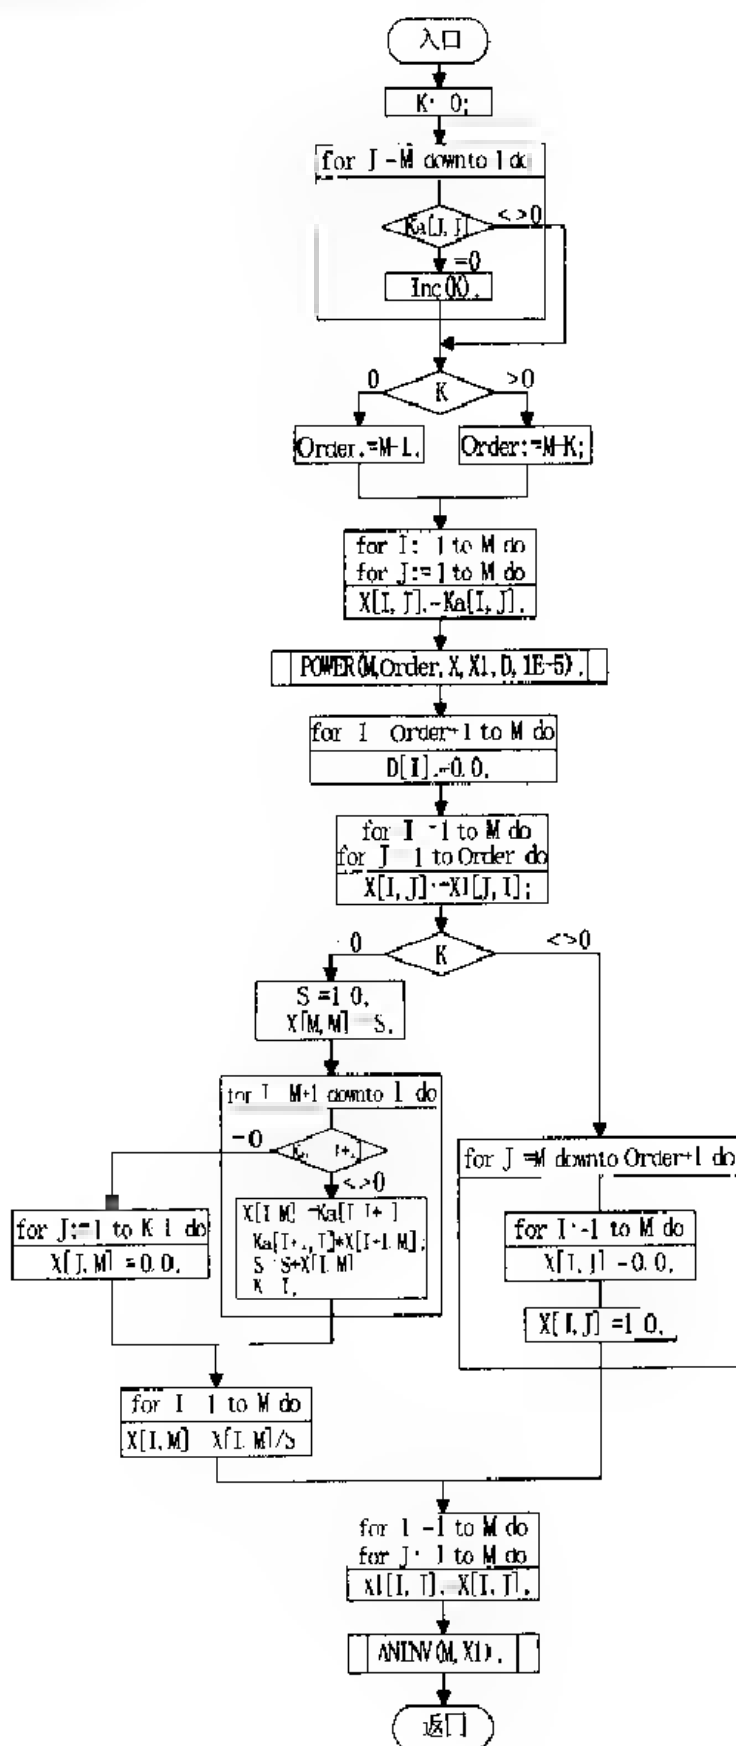 入口
K: 0;
for J -M downto 1 do
Ka[J, J]
<>0
=0
Inc(K).
0
K
>0
Order.=M-1.
Order:=M-K;
for I: 1 to M do
for J:=1 to M do
X[I, J].-Ka[I, J].
POWER(M,Order, X, X1, D, 1E-5).
for I Order+1 to M do
D[I].-0.0.
for I -1 to M do
for J 1 to Order do
X[I, J]:-X1[J, I];
0
K
<>0
S =1 0.
X[M, M] S.
for I M+1 downto 1 do
-0
<>0
for J =M downto Order+1 do
for J:=1 to K-1 do
X[J, M] =0.0.
X[I M] -Ka[I I+ ]
Ka[I+ , I]*X[I+1. M];
S S+X[I. M]
K I.
for I -1 to M do
X[I, J] -0.0.
X[I, J] =1 0.
for I 1 to M do
X[I, M] X[I. M]/S
for I -1 to M do
for J 1 to M do
X1[I, J].-X[I, J].
ANINV(M, X1).
返回